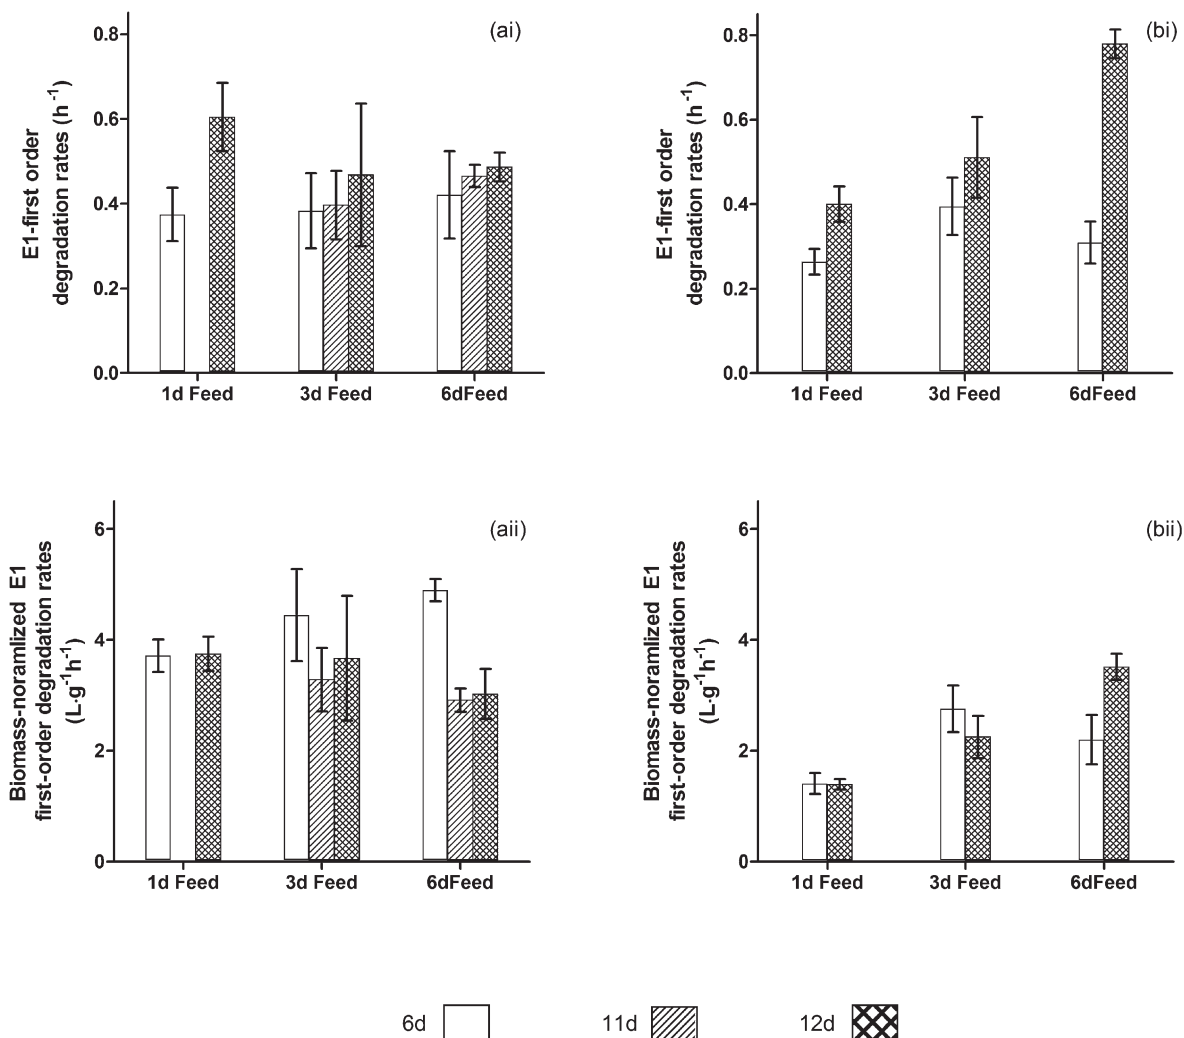 (ai)
E1-first order
degradation rates (h⁻¹)
0.8
0.6
0.4
0.2
0.0
1d Feed 3d Feed 6dFeed
(bi)
E1-first order
degradation rates (h⁻¹)
0.8
0.6
0.4
0.2
0.0
1d Feed 3d Feed 6dFeed
(aii)
Biomass-noramlized E1
first-order degradation rates
(L·g⁻¹h⁻¹)
6
4
2
0
1d Feed 3d Feed 6dFeed
(bii)
Biomass-noramlized E1
first-order degradation rates
(L·g⁻¹h⁻¹)
6
4
2
0
1d Feed 3d Feed 6dFeed
6d 11d 12d